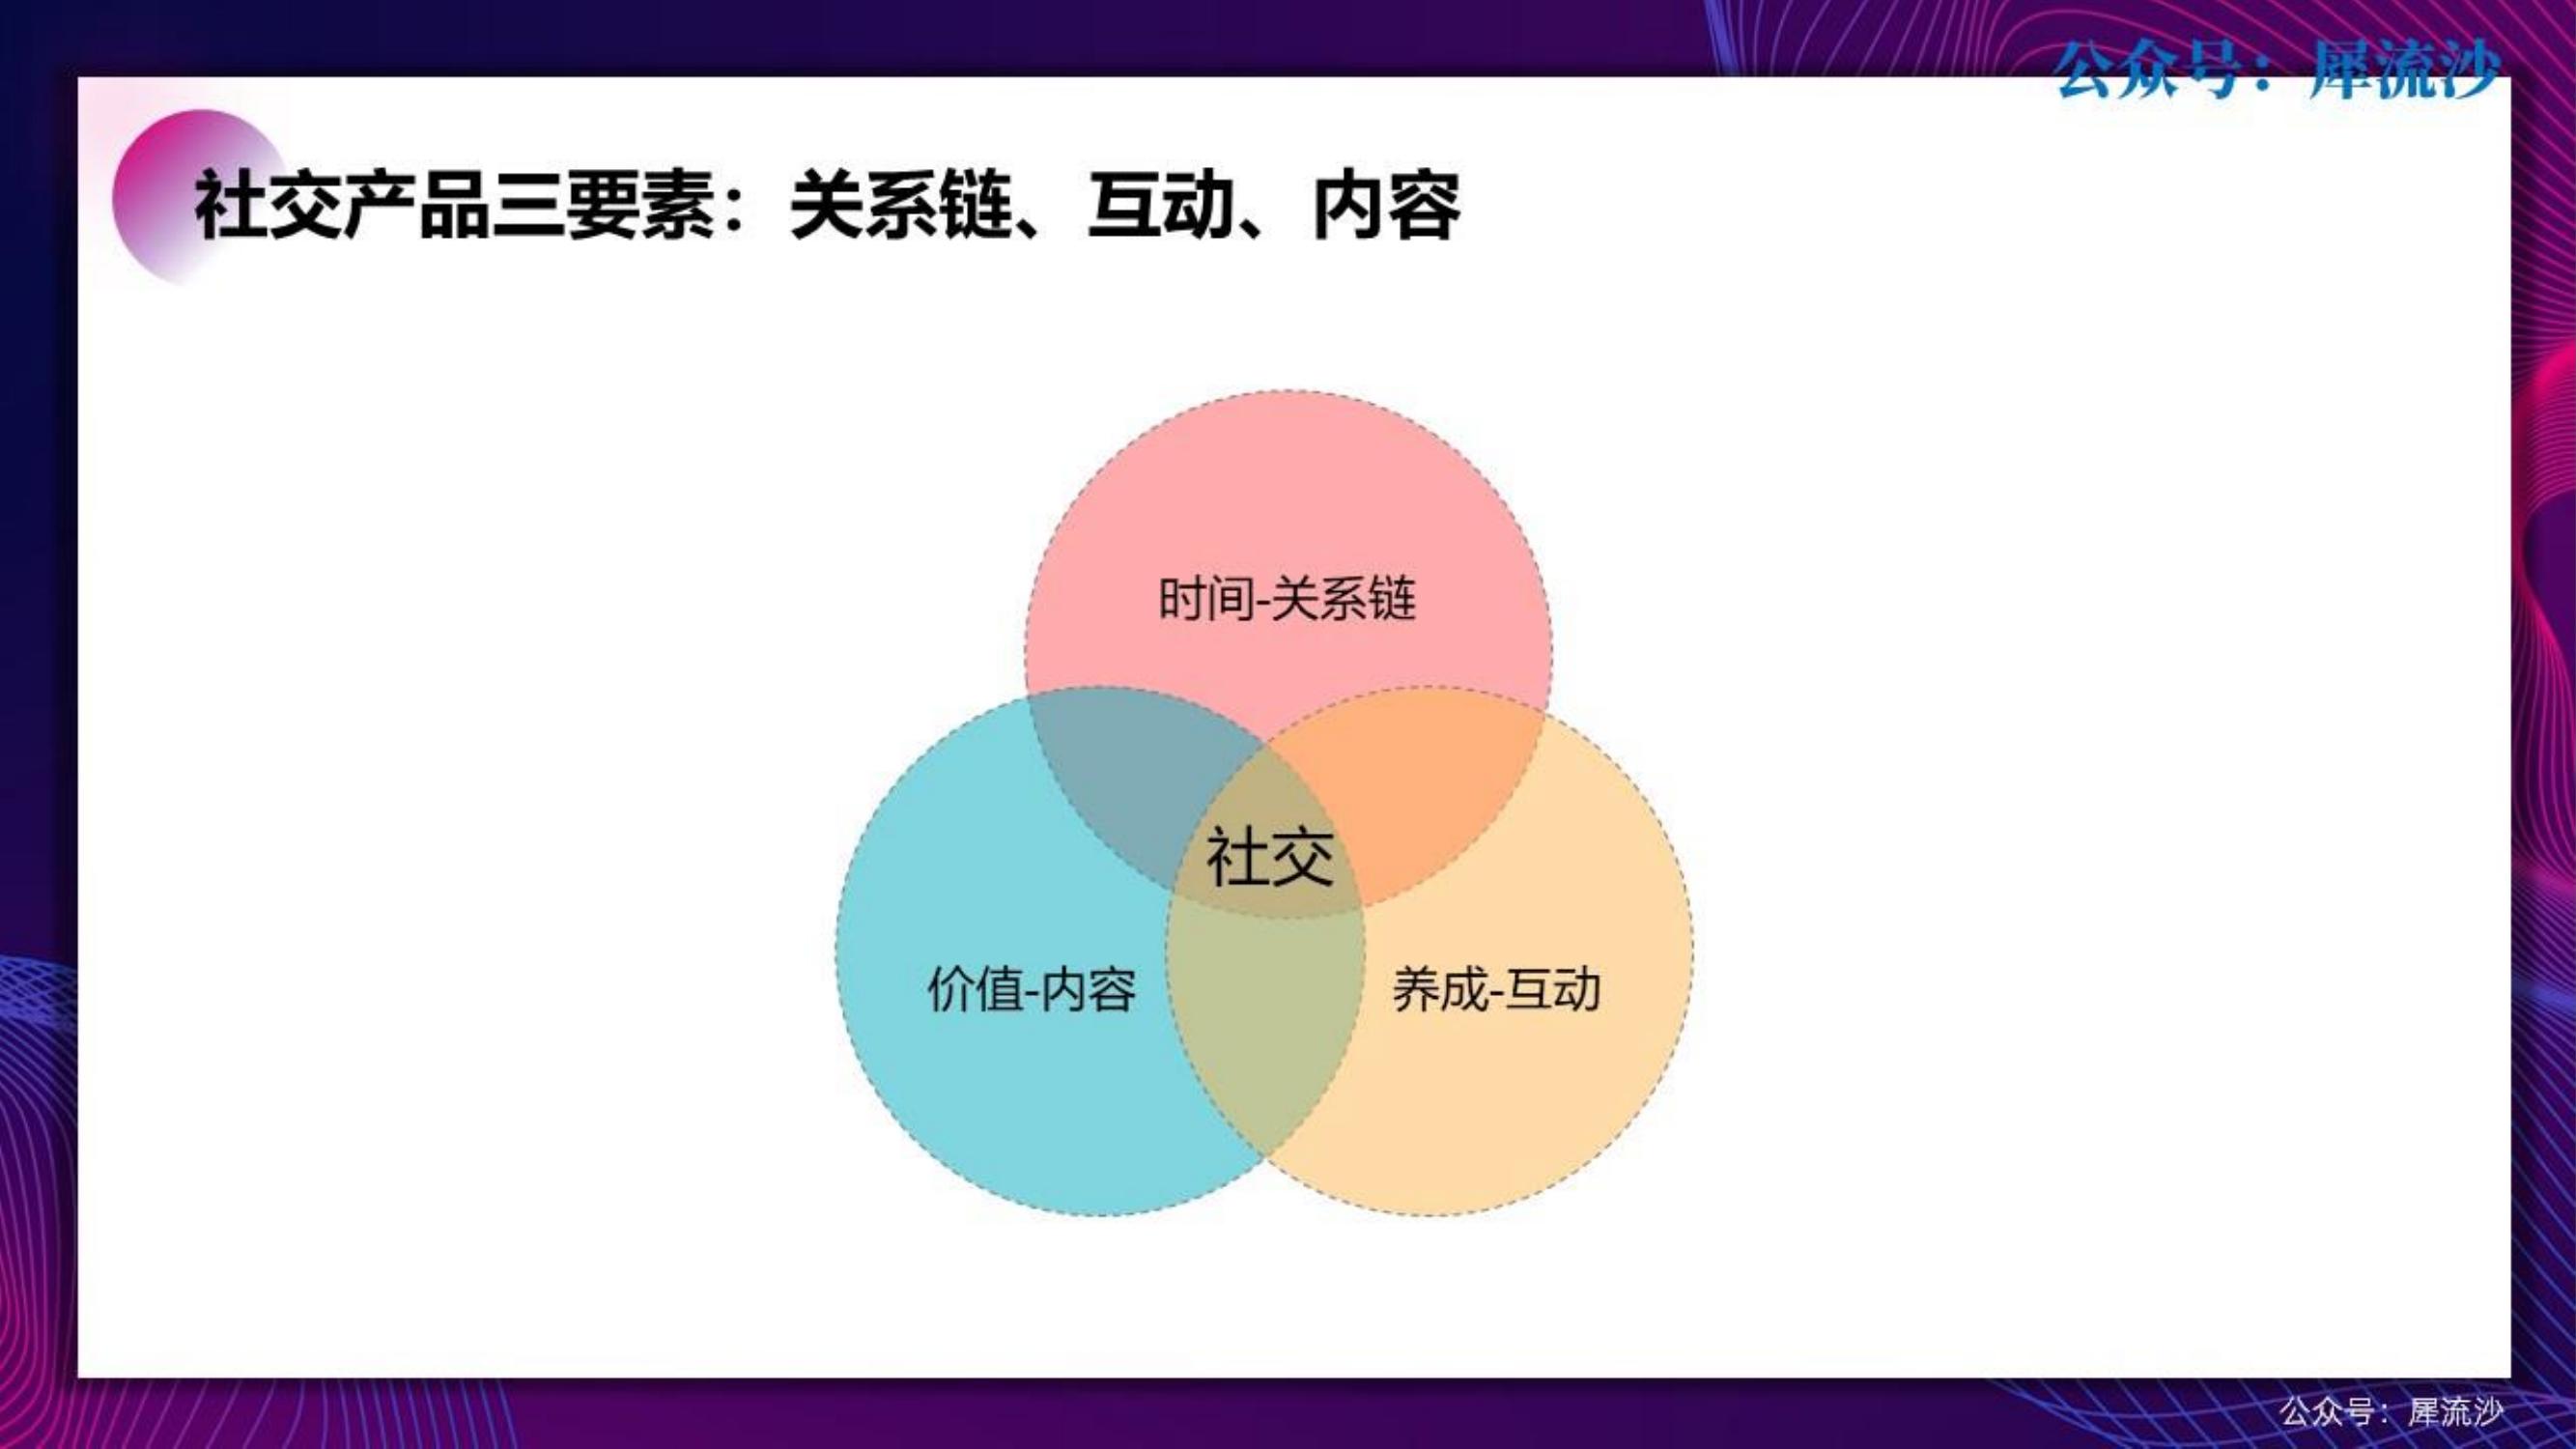 公众号：犀流沙
社交产品三要素：关系链、互动、内容
时间-关系链
社交
价值-内容
养成-互动
公众号：犀流沙